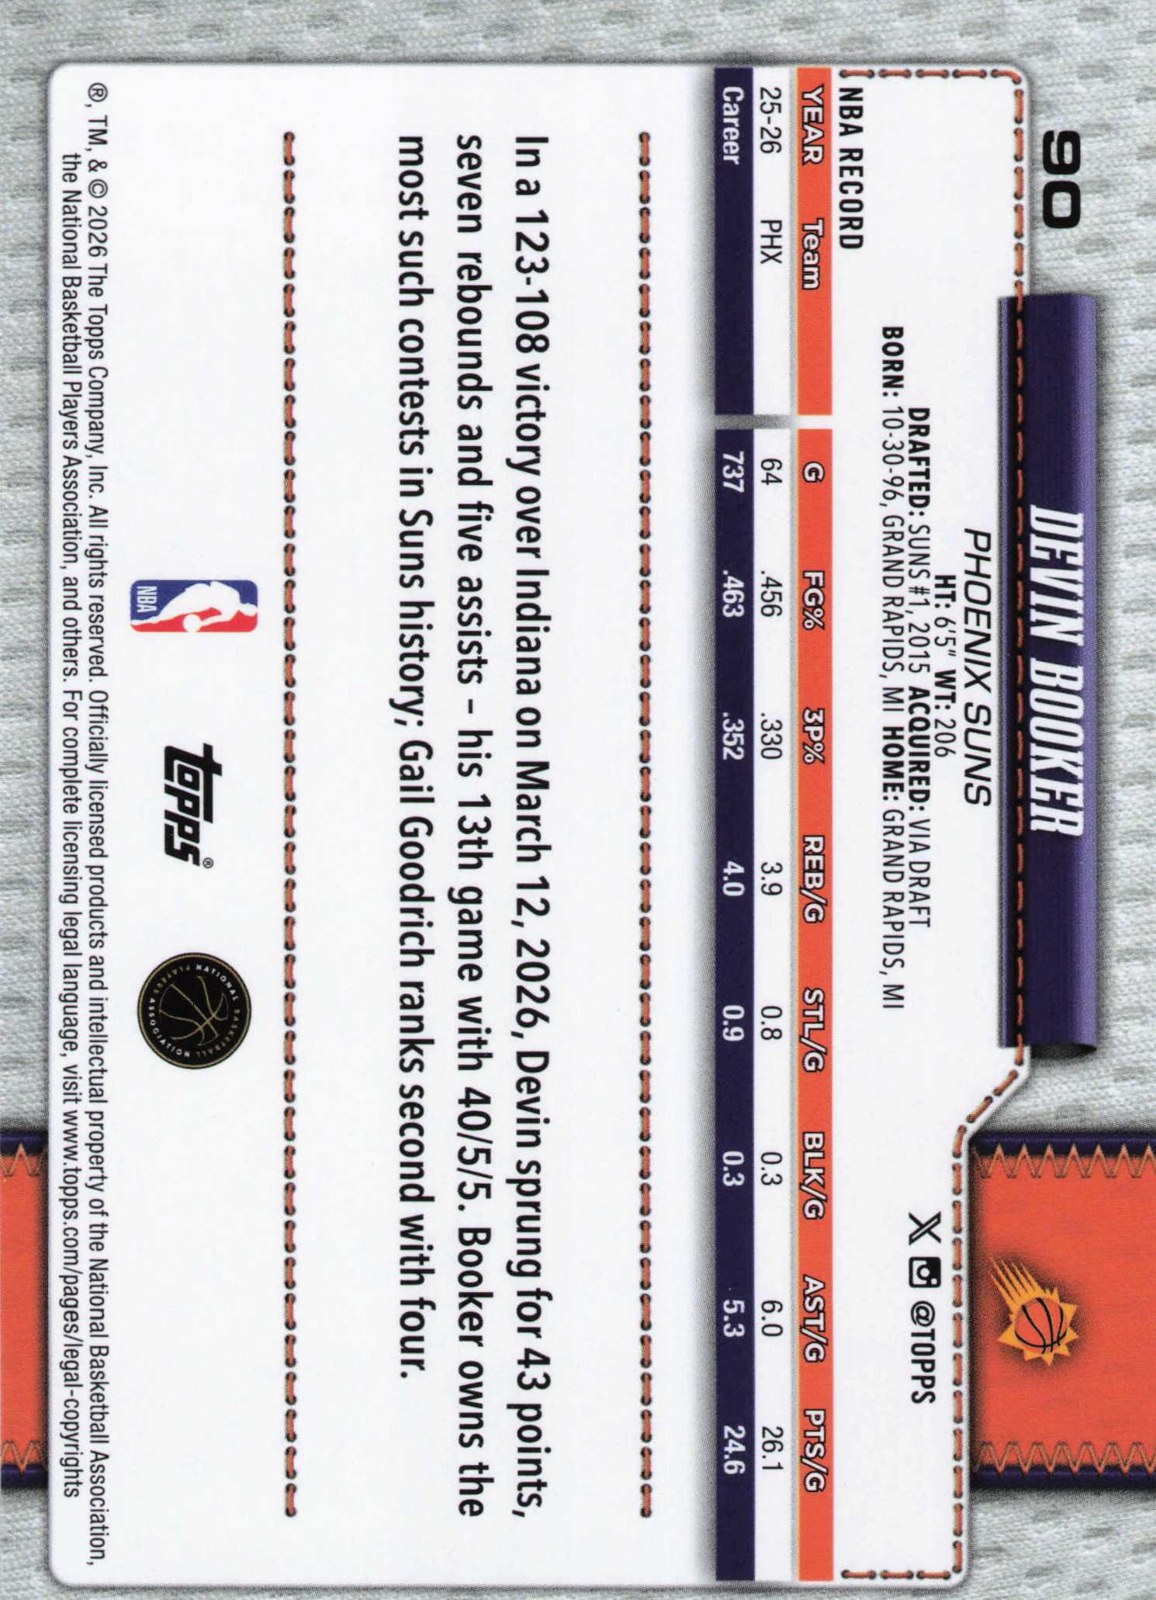 90
DEVIN BOOKER
PHOENIX SUNS
HT: 6'5" WT: 206
DRAFTED: SUNS #1, 2015 ACQUIRED: VIA DRAFT
BORN: 10-30-96, GRAND RAPIDS, MI HOME: GRAND RAPIDS, MI
@TOPPS
NBA RECORD
YEAR Team G FG% 3P% REB/G STL/G BLK/G AST/G PTS/G
25-26 PHX 64 .456 .330 3.9 0.8 0.3 6.0 26.1
Career 737 .463 .352 4.0 0.9 0.3 5.3 24.6
In a 123-108 victory over Indiana on March 12, 2026, Devin sprung for 43 points,
seven rebounds and five assists – his 13th game with 40/5/5. Booker owns the
most such contests in Suns history; Gail Goodrich ranks second with four.
NBA
topps®
NATIONAL BASKETBALL PLAYERS ASSOCIATION
®, TM, & © 2026 The Topps Company, Inc. All rights reserved. Officially licensed products and intellectual property of the National Basketball Association,
the National Basketball Players Association, and others. For complete licensing legal language, visit www.topps.com/pages/legal-copyrights